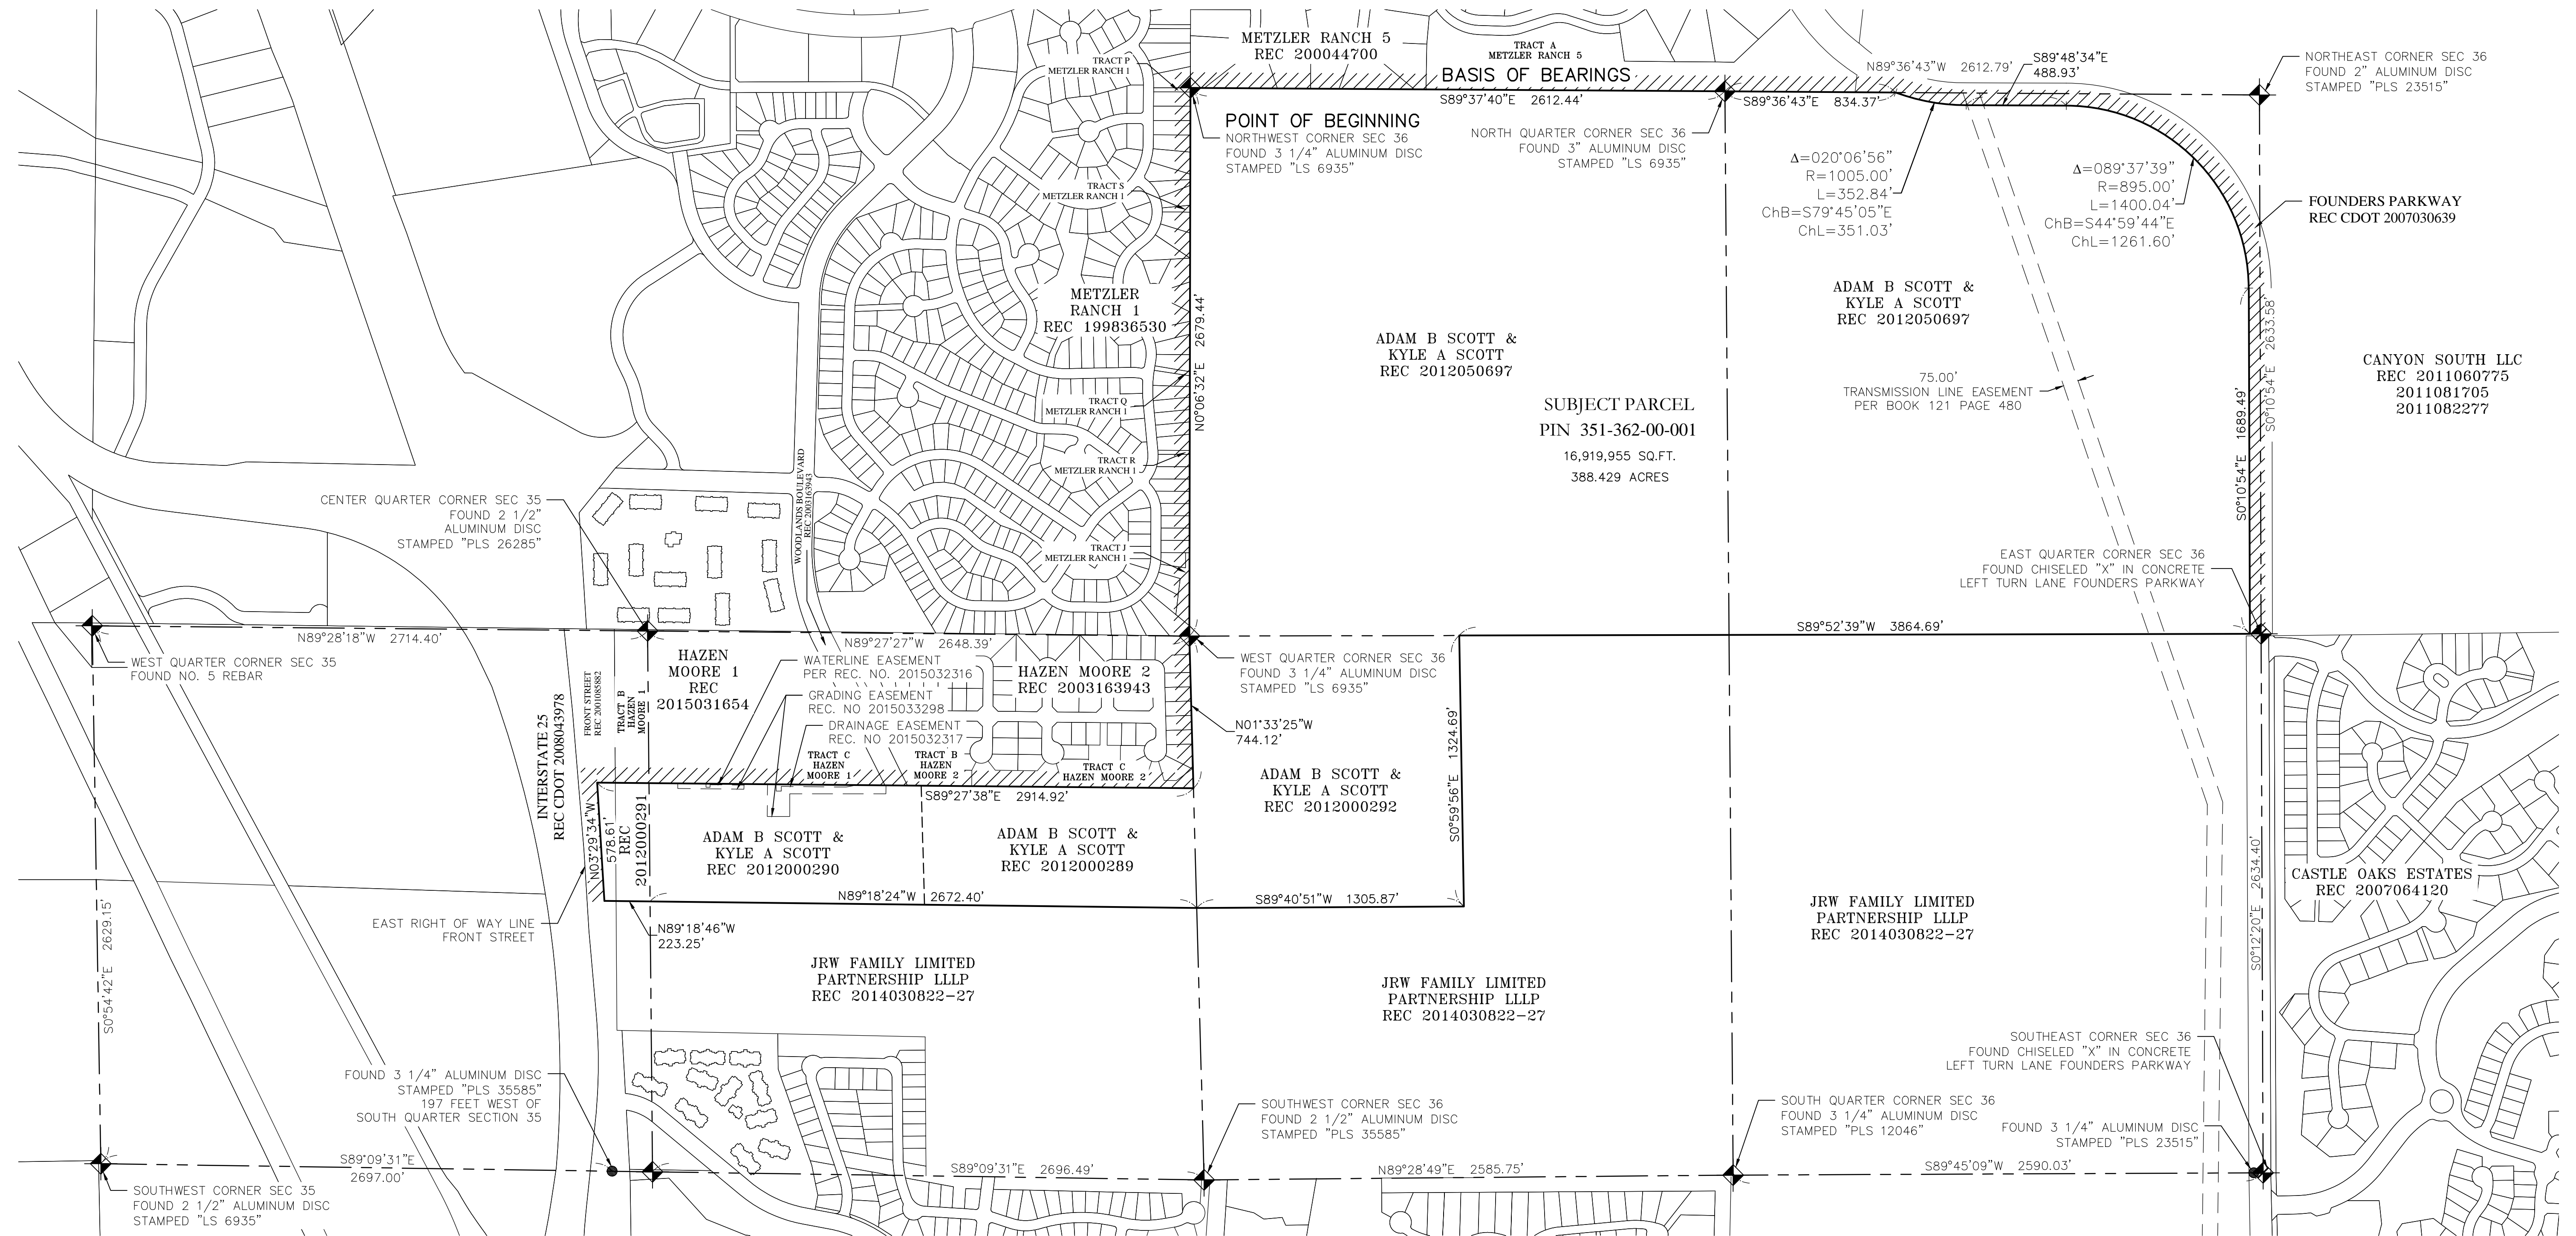 METZLER RANCH 5
REC 200044700
TRACT A
METZLER RANCH 5
TRACT P
METZLER RANCH 1
BASIS OF BEARINGS
S89°37'40"E 2612.44'
S89°36'43"E 834.37'
N89°36'43"W 2612.79'
S89°48'34"E
488.93'
NORTHEAST CORNER SEC 36
FOUND 2" ALUMINUM DISC
STAMPED "PLS 23515"
POINT OF BEGINNING
NORTHWEST CORNER SEC 36
FOUND 3 1/4" ALUMINUM DISC
STAMPED "LS 6935"
NORTH QUARTER CORNER SEC 36
FOUND 3" ALUMINUM DISC
STAMPED "LS 6935"
Δ=020°06'56"
R=1005.00'
L=352.84'
ChB=S79°45'05"E
ChL=351.03'
Δ=089°37'39"
R=895.00'
L=1400.04'
ChB=S44°59'44"E
ChL=1261.60'
FOUNDERS PARKWAY
REC CDOT 2007030639
TRACT S
METZLER RANCH 1
METZLER
RANCH 1
REC 199836530
N0°06'32"E 2679.44'
ADAM B SCOTT &
KYLE A SCOTT
REC 2012050697
ADAM B SCOTT &
KYLE A SCOTT
REC 2012050697
75.00'
TRANSMISSION LINE EASEMENT
PER BOOK 121 PAGE 480
S0°10'54"E 2633.58'
S0°10'54"E 1689.49'
CANYON SOUTH LLC
REC 2011060775
2011081705
2011082277
SUBJECT PARCEL
PIN 351-362-00-001
16,919,955 SQ.FT.
388.429 ACRES
TRACT Q
METZLER RANCH 1
TRACT R
METZLER RANCH 1
TRACT J
METZLER RANCH 1
WOODLANDS BOULEVARD
REC 2003163943
CENTER QUARTER CORNER SEC 35
FOUND 2 1/2"
ALUMINUM DISC
STAMPED "PLS 26285"
EAST QUARTER CORNER SEC 36
FOUND CHISELED "X" IN CONCRETE
LEFT TURN LANE FOUNDERS PARKWAY
N89°28'18"W 2714.40'
N89°27'27"W 2648.39'
S89°52'39"W 3864.69'
WEST QUARTER CORNER SEC 35
FOUND NO. 5 REBAR
INTERSTATE 25
REC CDOT 2008043978
FRONT STREET
REC 2001085882
TRACT B
HAZEN
MOORE 1
HAZEN
MOORE 1
REC
2015031654
WATERLINE EASEMENT
PER REC. NO. 2015032316
GRADING EASEMENT
REC. NO 2015033298
DRAINAGE EASEMENT
REC. NO 2015032317
HAZEN MOORE 2
REC 2003163943
TRACT C
HAZEN
MOORE 1
TRACT B
HAZEN
MOORE 2
TRACT C
HAZEN MOORE 2
WEST QUARTER CORNER SEC 36
FOUND 3 1/4" ALUMINUM DISC
STAMPED "LS 6935"
N01°33'25"W
744.12'
S0°59'56"E 1324.69'
ADAM B SCOTT &
KYLE A SCOTT
REC 2012000292
S89°27'38"E 2914.92'
N03°29'34"W
578.61'
REC
2012000291
ADAM B SCOTT &
KYLE A SCOTT
REC 2012000290
ADAM B SCOTT &
KYLE A SCOTT
REC 2012000289
N89°18'24"W 2672.40'
S89°40'51"W 1305.87'
EAST RIGHT OF WAY LINE
FRONT STREET
N89°18'46"W
223.25'
S0°54'42"E 2629.15'
JRW FAMILY LIMITED
PARTNERSHIP LLLP
REC 2014030822-27
JRW FAMILY LIMITED
PARTNERSHIP LLLP
REC 2014030822-27
JRW FAMILY LIMITED
PARTNERSHIP LLLP
REC 2014030822-27
S0°12'20"E 2634.40'
CASTLE OAKS ESTATES
REC 2007064120
FOUND 3 1/4" ALUMINUM DISC
STAMPED "PLS 35585"
197 FEET WEST OF
SOUTH QUARTER SECTION 35
SOUTHEAST CORNER SEC 36
FOUND CHISELED "X" IN CONCRETE
LEFT TURN LANE FOUNDERS PARKWAY
SOUTHWEST CORNER SEC 36
FOUND 2 1/2" ALUMINUM DISC
STAMPED "PLS 35585"
SOUTH QUARTER CORNER SEC 36
FOUND 3 1/4" ALUMINUM DISC
STAMPED "PLS 12046"
FOUND 3 1/4" ALUMINUM DISC
STAMPED "PLS 23515"
S89°09'31"E
2697.00'
S89°09'31"E 2696.49'
N89°28'49"E 2585.75'
S89°45'09"W 2590.03'
SOUTHWEST CORNER SEC 35
FOUND 2 1/2" ALUMINUM DISC
STAMPED "LS 6935"